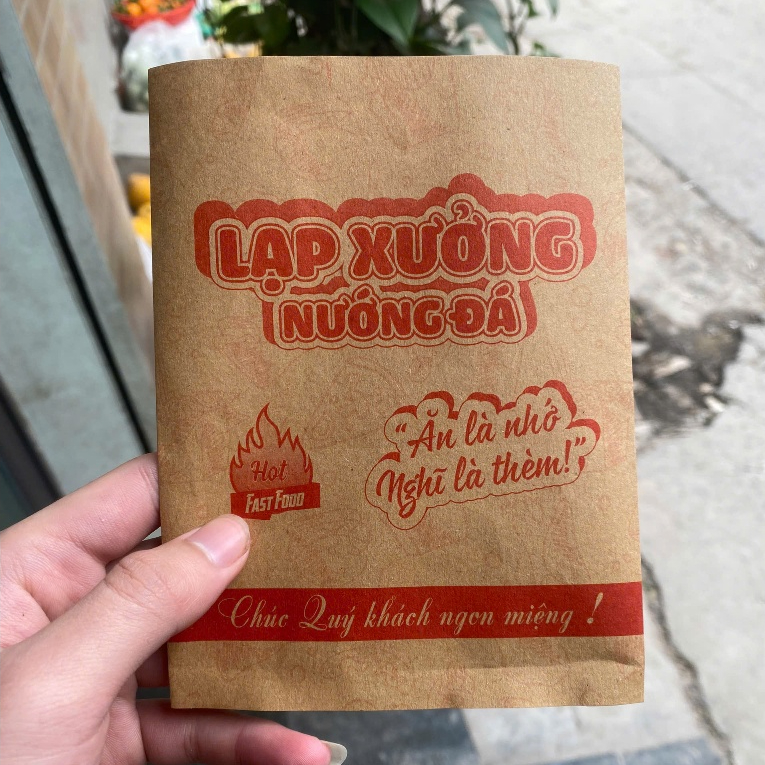 LẠP XƯỞNG
NƯỚNG ĐÁ
Hot
FAST FOOD
“Ăn là nhớ
Nghĩ là thèm!”
Chúc Quý khách ngon miệng !